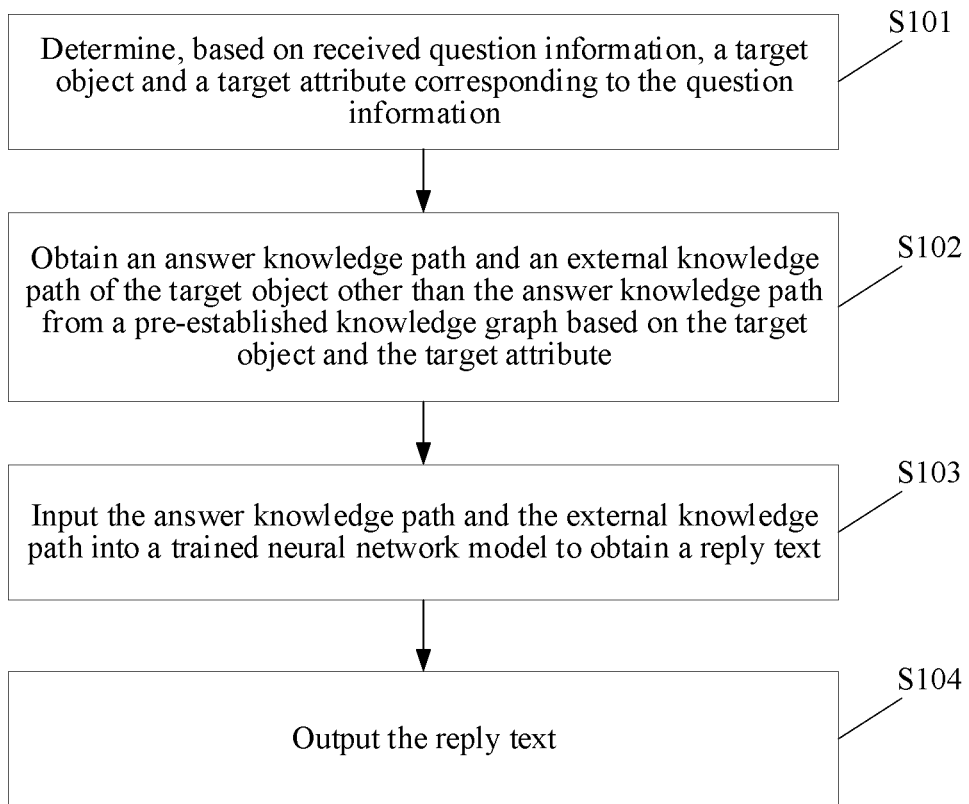 S101
Determine, based on received question information, a target
object and a target attribute corresponding to the question
information
S102
Obtain an answer knowledge path and an external knowledge
path of the target object other than the answer knowledge path
from a pre-established knowledge graph based on the target
object and the target attribute
S103
Input the answer knowledge path and the external knowledge
path into a trained neural network model to obtain a reply text
S104
Output the reply text